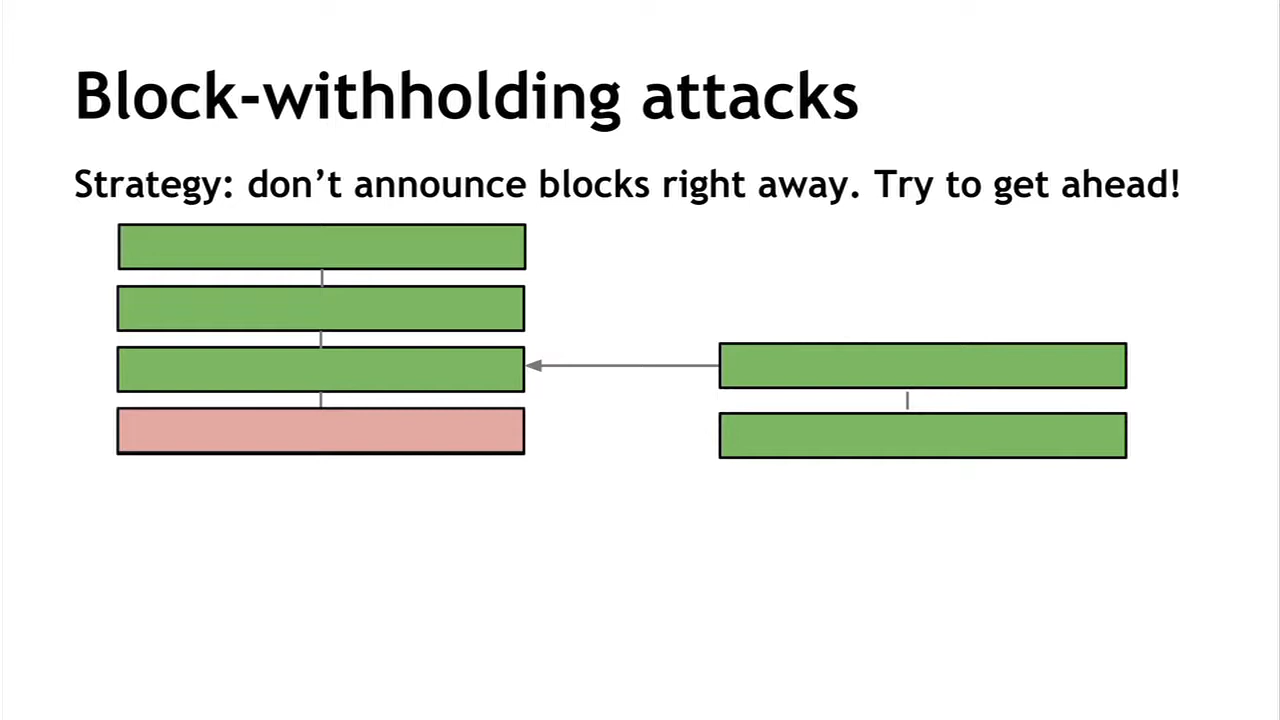 Block-withholding attacks
Strategy: don’t announce blocks right away. Try to get ahead!